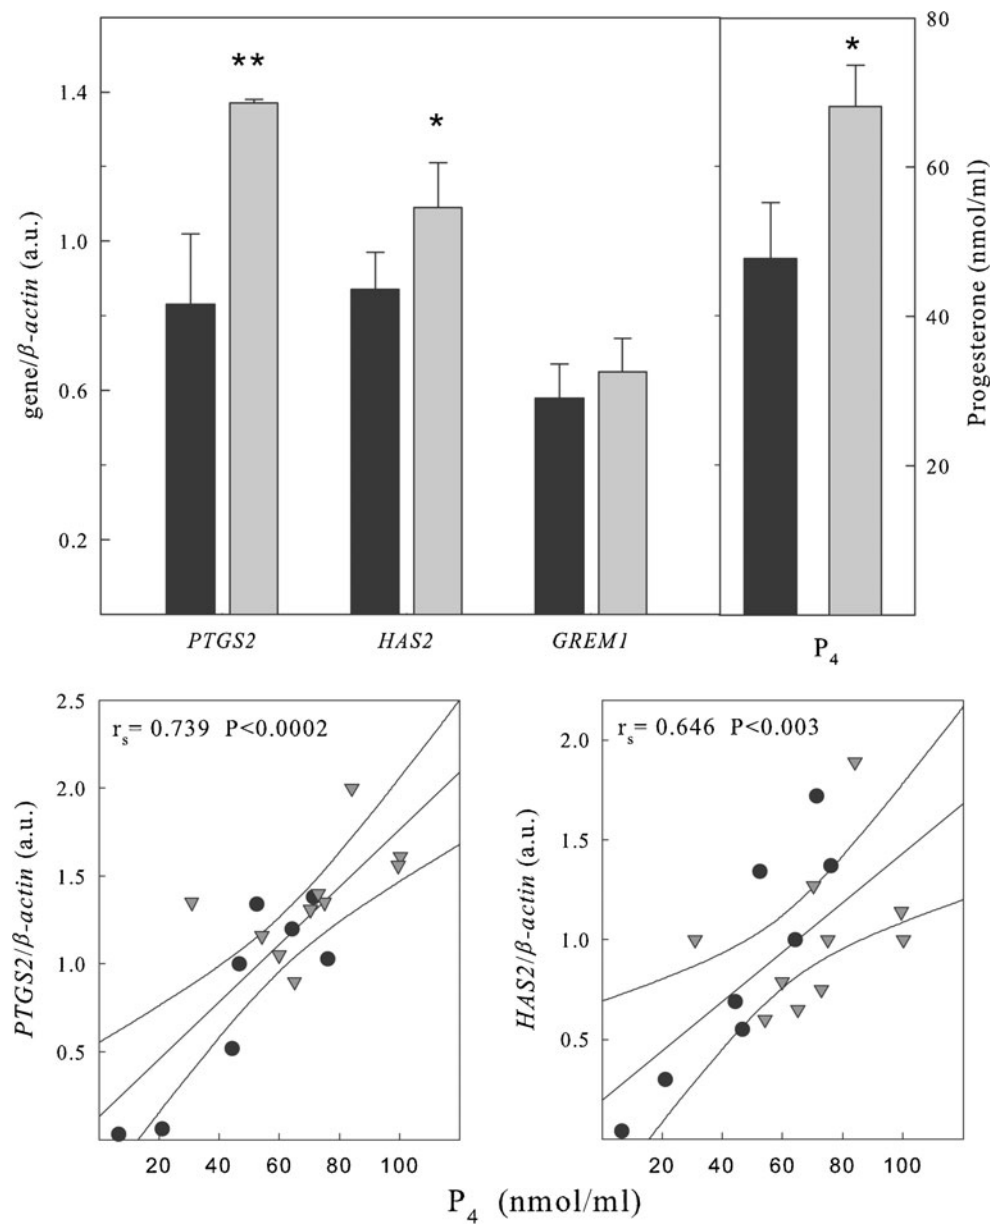 80
** * *
1.4
60
1.0
gene/β-actin (a.u.)
Progesterone (nmol/ml)
40
0.6
20
0.2
PTGS2 HAS2 GREM1 P4
2.5
rs= 0.739 P<0.0002
2.0
1.5
1.0
0.5
PTGS2/β-actin (a.u.)
20 40 60 80 100
rs= 0.646 P<0.003
2.0
1.5
1.0
0.5
HAS2/β-actin (a.u.)
20 40 60 80 100
P4 (nmol/ml)